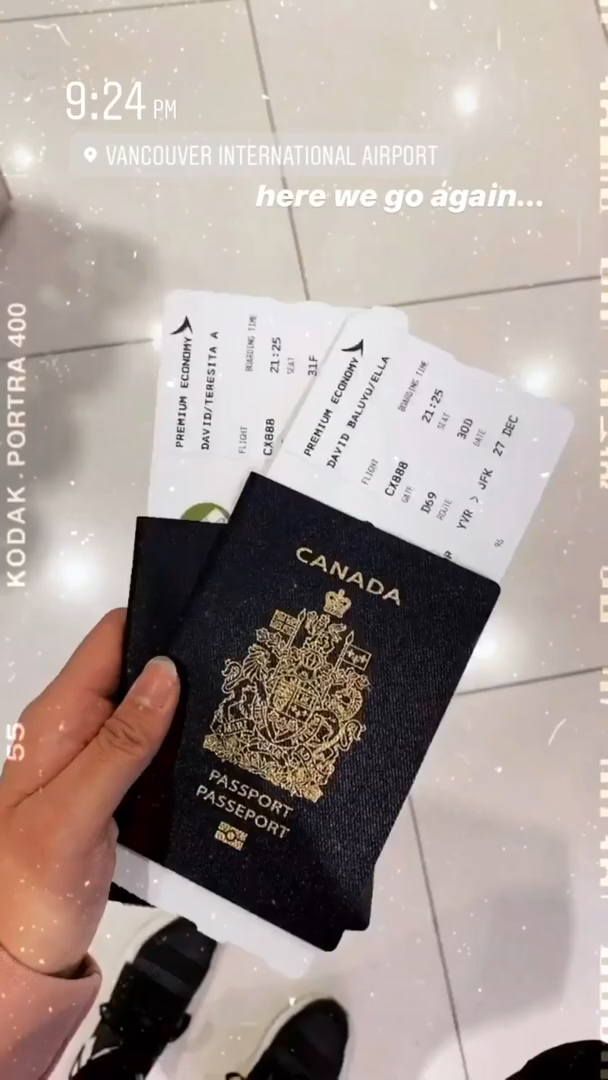 9:24 PM
VANCOUVER INTERNATIONAL AIRPORT
here we go again...
KODAK . PORTRA 400
55
PREMIUM ECONOMY
DAVID/TERESITA A
FLIGHT
CX888
BOARDING TIME
21:25
SEAT
31F
PREMIUM ECONOMY
DAVID BALUYU/ELLA
FLIGHT
CX888
BOARDING TIME
21:25
GATE
D69
SEAT
30D
ROUTE
YVR > JFK
DATE
27 DEC
CANADA
PASSPORT
PASSEPORT